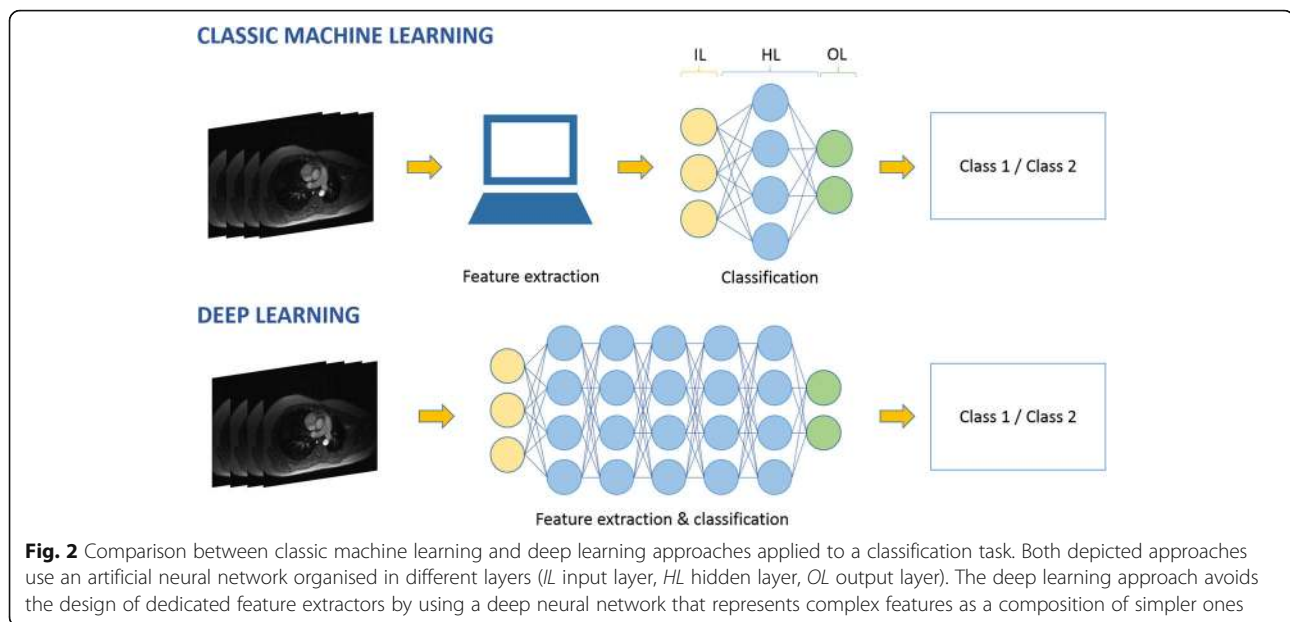 CLASSIC MACHINE LEARNING
IL HL OL
Class 1 / Class 2
Feature extraction Classification
DEEP LEARNING
Class 1 / Class 2
Feature extraction & classification
Fig. 2 Comparison between classic machine learning and deep learning approaches applied to a classification task. Both depicted approaches
use an artificial neural network organised in different layers (IL input layer, HL hidden layer, OL output layer). The deep learning approach avoids
the design of dedicated feature extractors by using a deep neural network that represents complex features as a composition of simpler ones